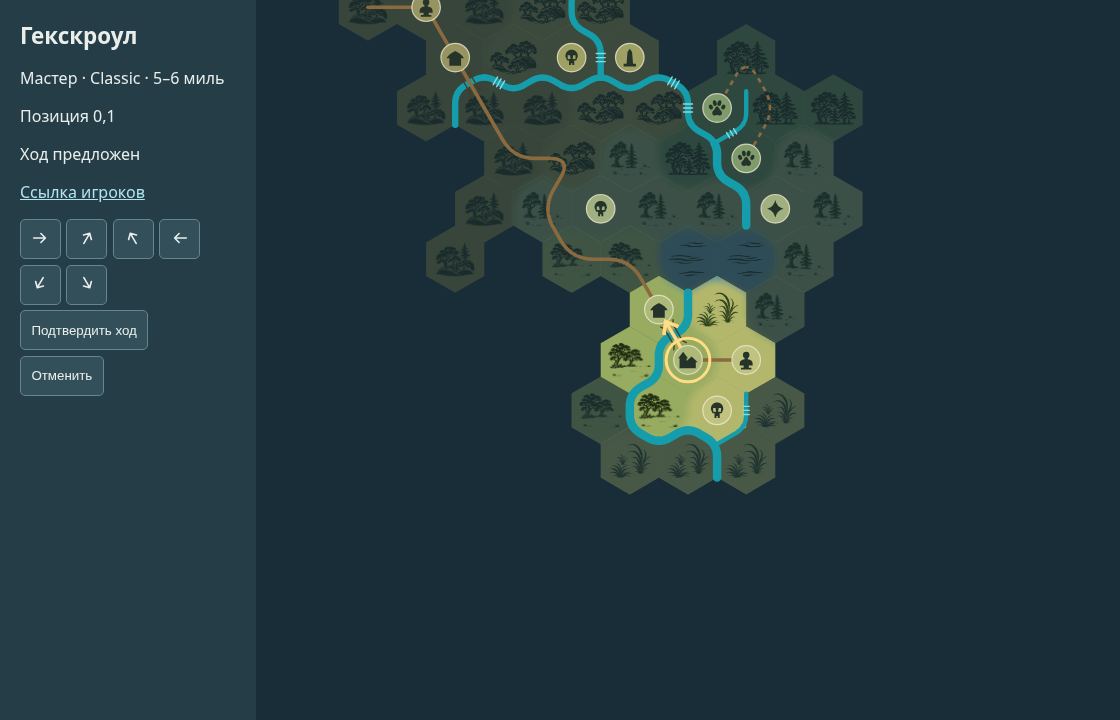 Гекскроул
Мастер · Classic · 5–6 миль
Позиция 0,1
Ход предложен
Ссылка игроков
Подтвердить ход
Отменить